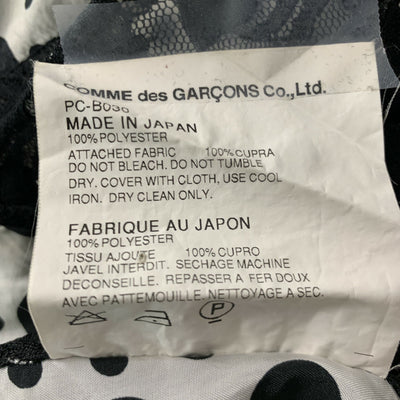 COMME des GARÇONS Co.,Ltd.
PC-B036
MADE IN JAPAN
100% POLYESTER
ATTACHED FABRIC 100% CUPRA
DO NOT BLEACH. DO NOT TUMBLE
DRY. COVER WITH CLOTH, USE COOL
IRON. DRY CLEAN ONLY.
FABRIQUE AU JAPON
100% POLYESTER
TISSU AJOUTE 100% CUPRO
JAVEL INTERDIT. SECHAGE MACHINE
DECONSEILLE. REPASSER A FER DOUX
AVEC PATTEMOUILLE. NETTOYAGE A SEC.
P